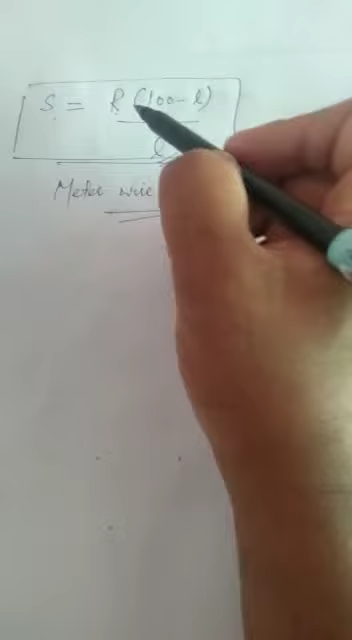 S = R (100 - l)
l
Meter wire